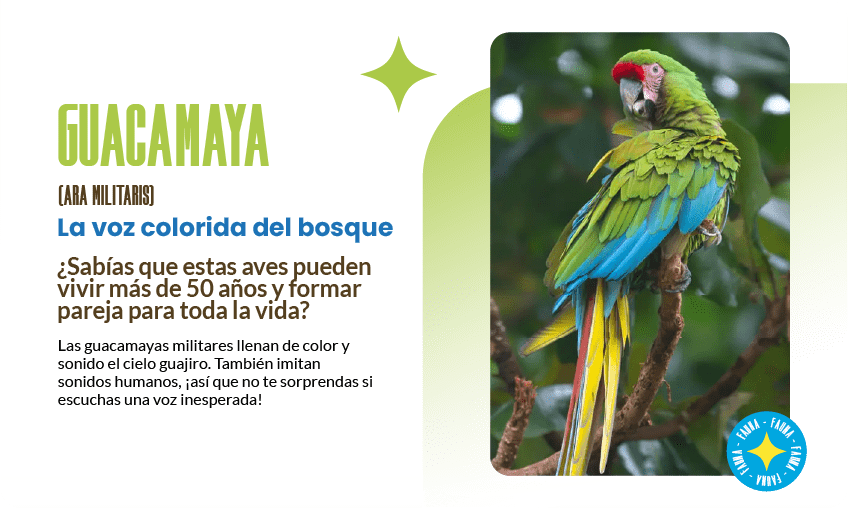 GUACAMAYA
(ARA MILITARIS)
La voz colorida del bosque
¿Sabías que estas aves pueden
vivir más de 50 años y formar
pareja para toda la vida?
Las guacamayas militares llenan de color y
sonido el cielo guajiro. También imitan
sonidos humanos, ¡así que no te sorprendas si
escuchas una voz inesperada!
FAUNA - FAUNA - FAUNA - FAUNA - FAUNA -